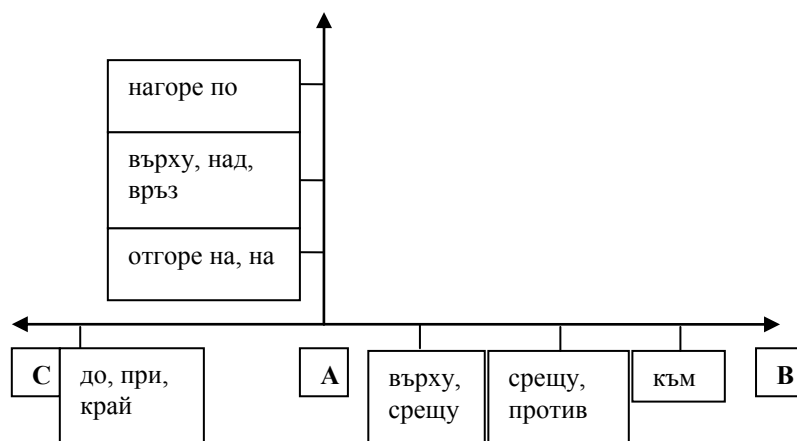 нагоре по
върху, над,
връз
отгоре на, на
C
до, при,
край
A
върху,
срещу
срещу,
против
към
B